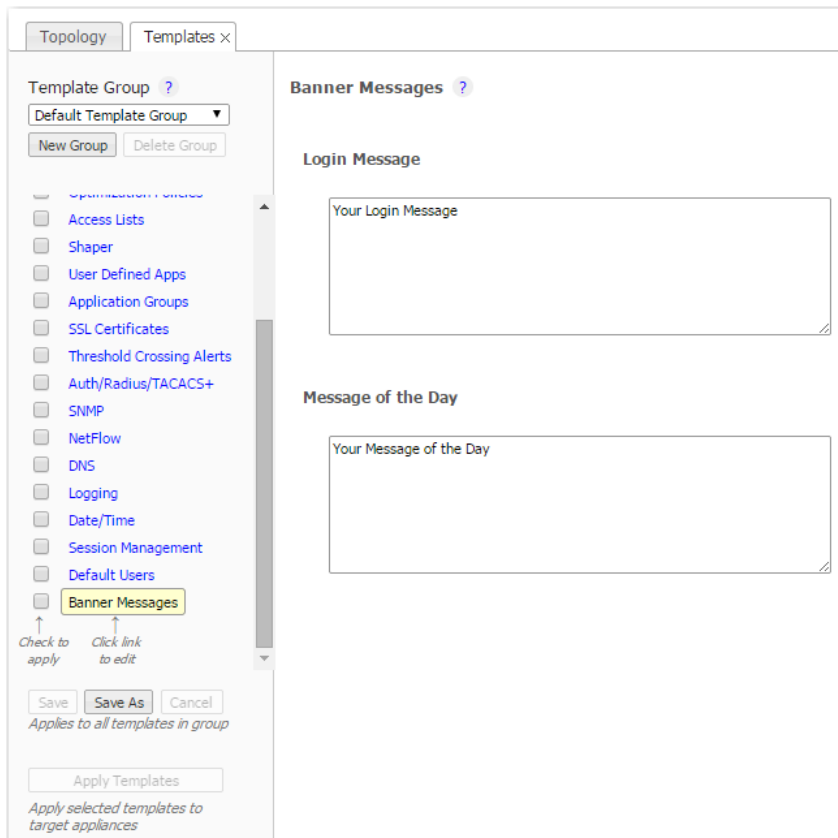 Topology
Templates ×
Template Group ?
Default Template Group
New Group
Delete Group
Optimization Policies
Access Lists
Shaper
User Defined Apps
Application Groups
SSL Certificates
Threshold Crossing Alerts
Auth/Radius/TACACS+
SNMP
NetFlow
DNS
Logging
Date/Time
Session Management
Default Users
Banner Messages
Check to
apply
Click link
to edit
Save
Save As
Cancel
Applies to all templates in group
Apply Templates
Apply selected templates to
target appliances
Banner Messages ?
Login Message
Your Login Message
Message of the Day
Your Message of the Day